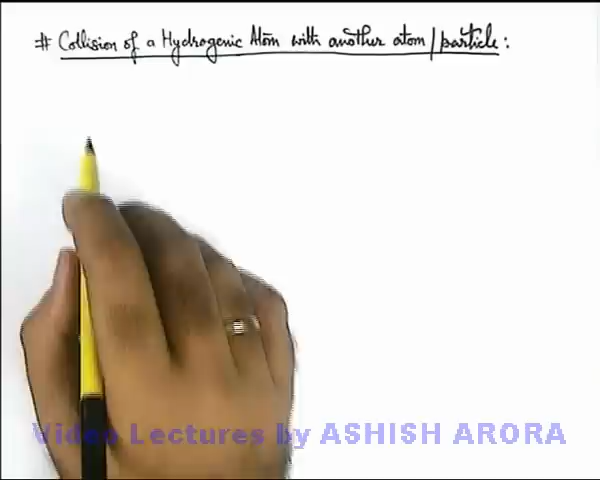 # Collision of a Hydrogenic Atom with another atom/particle:
Video Lectures by ASHISH ARORA